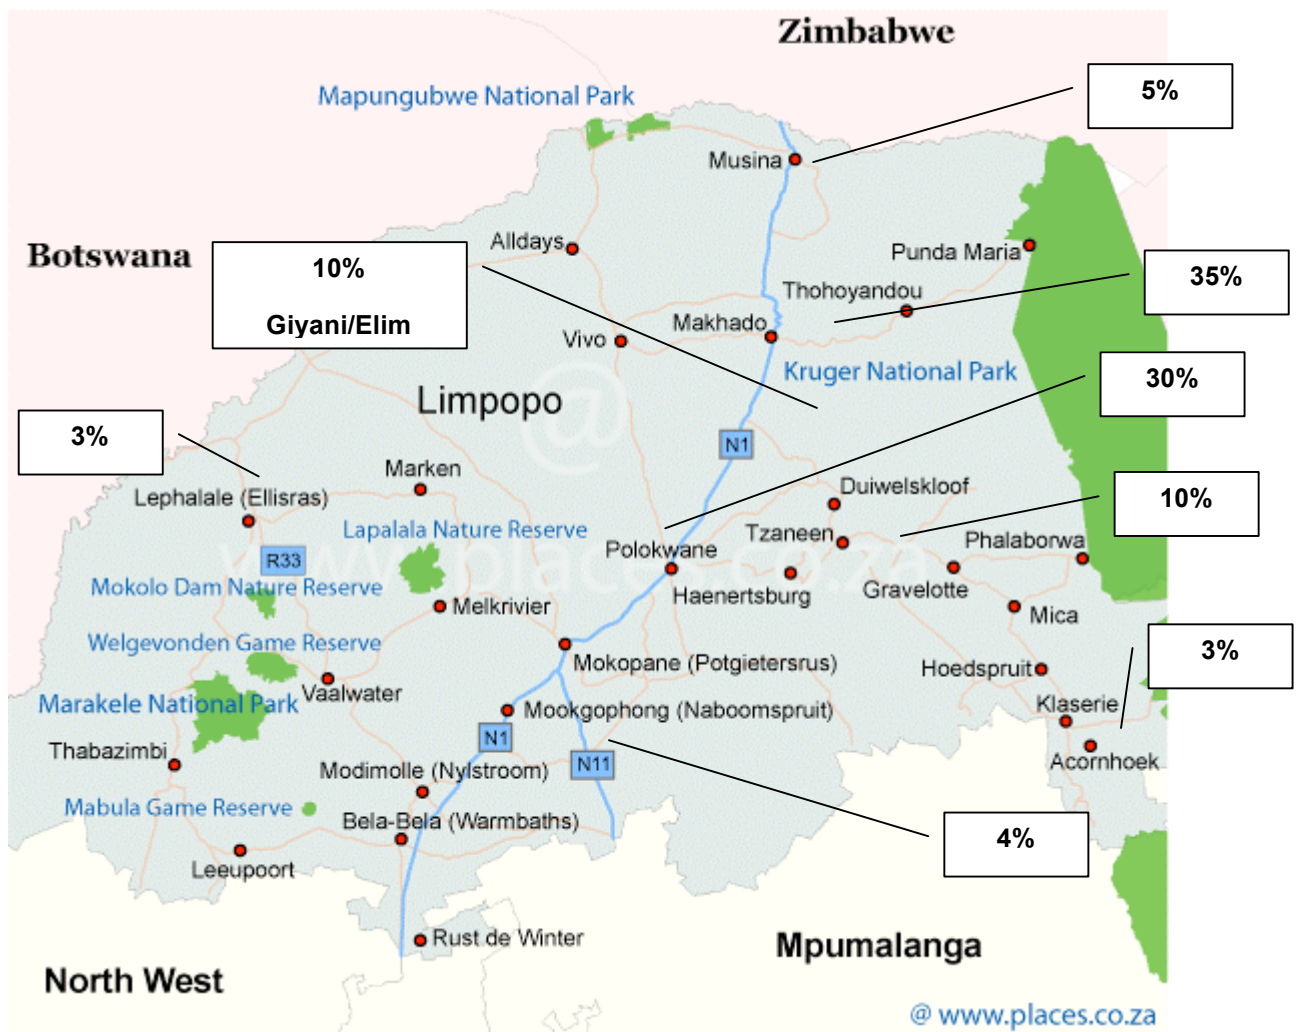 Zimbabwe
Mapungubwe National Park
5%
Musina
Botswana
10%
Giyani/Elim
Alldays
Punda Maria
35%
Thohoyandou
Makhado
Vivo
Kruger National Park
30%
Limpopo
@
3%
N1
Marken
Lephalale (Ellisras)
Duiwelskloof
10%
Lapalala Nature Reserve
Tzaneen
Phalaborwa
Polokwane
www.places.co.za
R33
Haenertsburg
Gravelotte
Mokolo Dam Nature Reserve
Melkrivier
Mica
Welgevonden Game Reserve
3%
Mokopane (Potgietersrus)
Hoedspruit
Vaalwater
Marakele National Park
Klaserie
Mookgophong (Naboomspruit)
N1
Thabazimbi
Acornhoek
N11
Modimolle (Nylstroom)
Mabula Game Reserve
Bela-Bela (Warmbaths)
4%
Leeupoort
Rust de Winter
Mpumalanga
North West
@ www.places.co.za